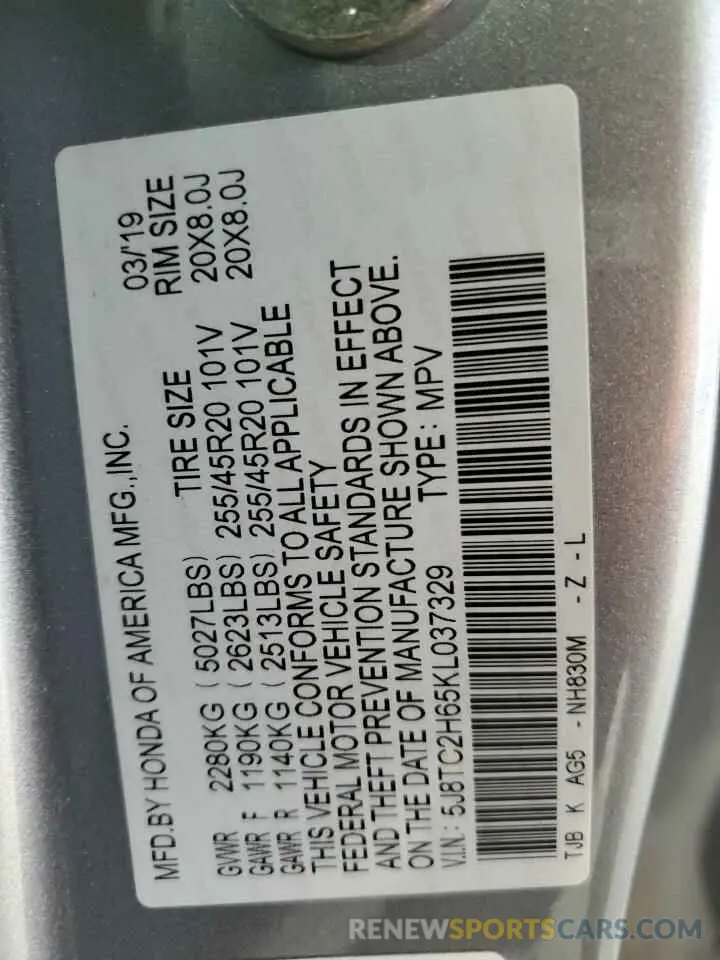 MFD.BY HONDA OF AMERICA MFG.,INC. 03/'19
TIRE SIZE RIM SIZE
GVWR 2280KG ( 5027LBS)
GAWR F 1190KG ( 2623LBS) 255/45R20 101V 20X8.0J
GAWR R 1140KG ( 2513LBS) 255/45R20 101V 20X8.0J
THIS VEHICLE CONFORMS TO ALL APPLICABLE
FEDERAL MOTOR VEHICLE SAFETY
AND THEFT PREVENTION STANDARDS IN EFFECT
ON THE DATE OF MANUFACTURE SHOWN ABOVE.
V.I.N.: 5J8TC2H65KL037329 TYPE: MPV
TJB K AG5 -NH830M -Z-L
RENEWSPORTSCARS.COM